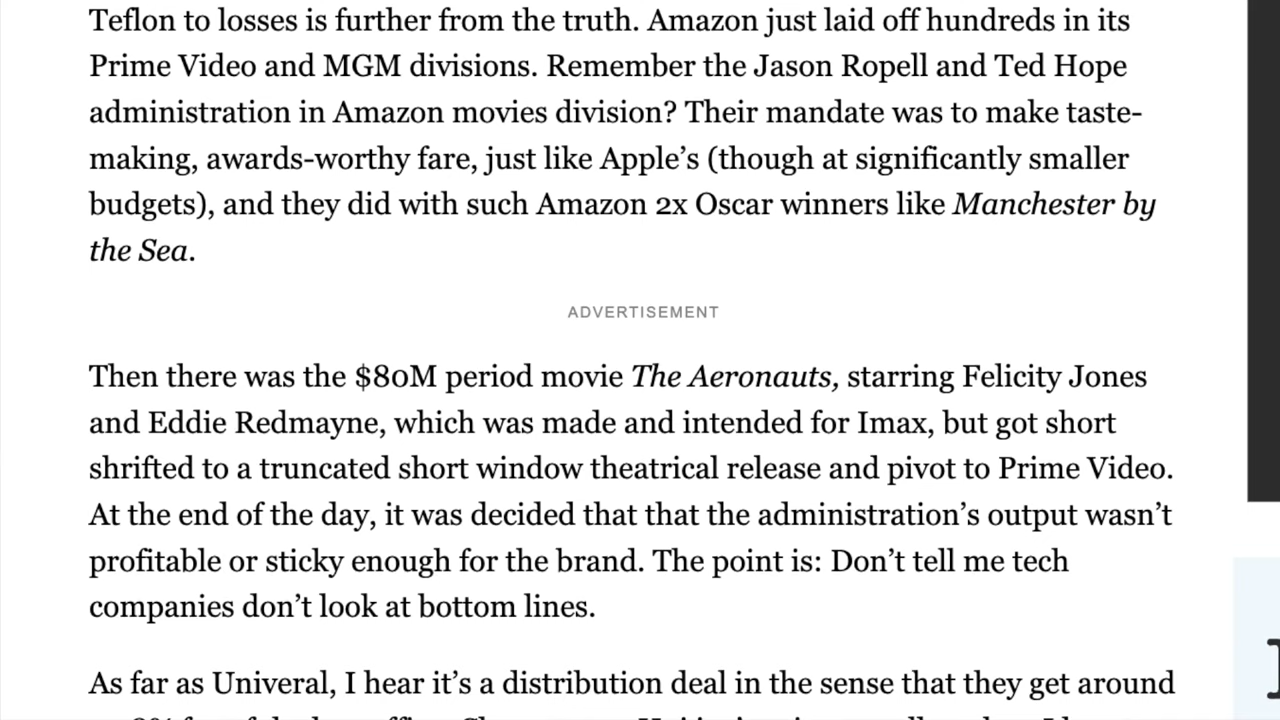 Teflon to losses is further from the truth. Amazon just laid off hundreds in its
Prime Video and MGM divisions. Remember the Jason Ropell and Ted Hope
administration in Amazon movies division? Their mandate was to make taste-
making, awards-worthy fare, just like Apple’s (though at significantly smaller
budgets), and they did with such Amazon 2x Oscar winners like Manchester by
the Sea.
ADVERTISEMENT
Then there was the $80M period movie The Aeronauts, starring Felicity Jones
and Eddie Redmayne, which was made and intended for Imax, but got short
shrifted to a truncated short window theatrical release and pivot to Prime Video.
At the end of the day, it was decided that that the administration’s output wasn’t
profitable or sticky enough for the brand. The point is: Don’t tell me tech
companies don’t look at bottom lines.
As far as Univeral, I hear it’s a distribution deal in the sense that they get around